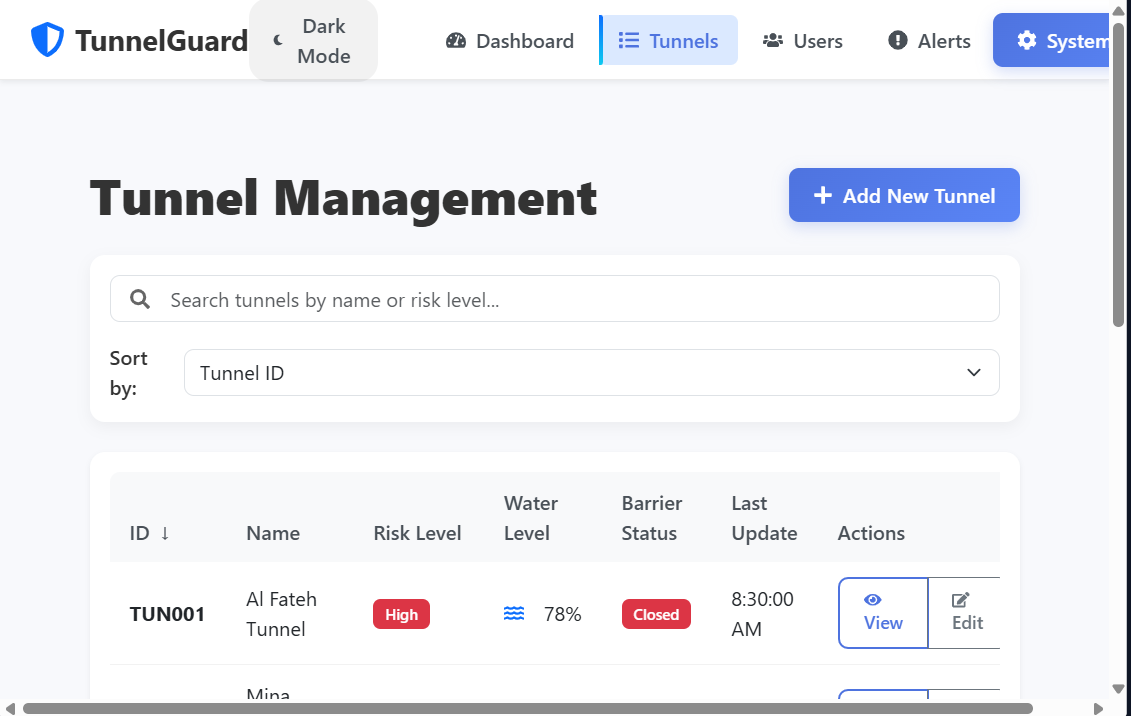 TunnelGuard
Dark
Mode
Dashboard
Tunnels
Users
Alerts
System
Tunnel Management
Add New Tunnel
Search tunnels by name or risk level...
Sort
by:
Tunnel ID
ID ↓
Name
Risk Level
Water
Level
Barrier
Status
Last
Update
Actions
TUN001
Al Fateh
Tunnel
High
78%
Closed
8:30:00
AM
View
Edit
Mina